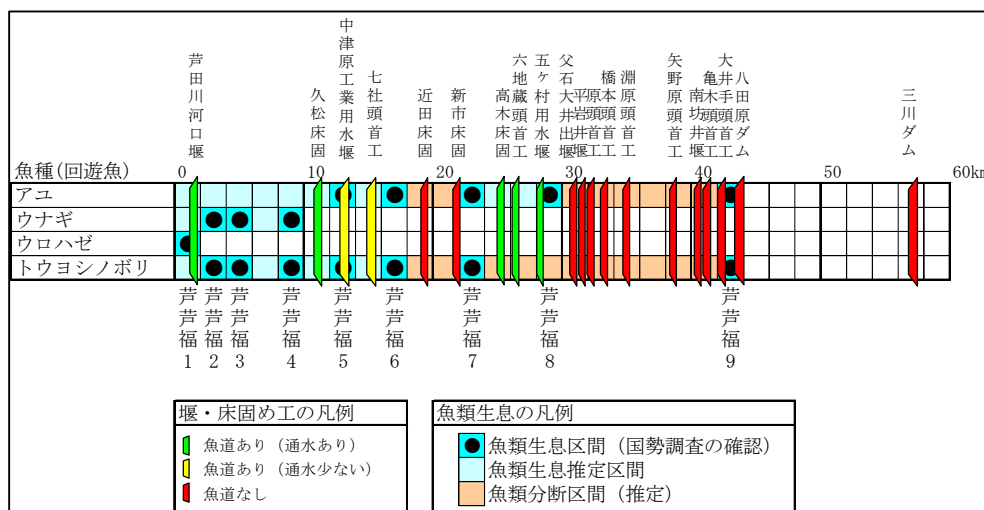 芦田川河口堰
久松床固
中津原工業用水堰
七社頭首工
近田床固
新市床固
高木床固
六地蔵頭首工
五ケ村用水堰
父石大井出堰
平岩井堰
原頭首工
橋本頭首工
淵原頭首工
矢野原頭首工
南坊井堰
亀木頭首工
大井手頭首工
八田原ダム
三川ダム
魚種(回遊魚) 0 10 20 30 40 50 60km
アユ
ウナギ
ウロハゼ
トウヨシノボリ
芦芦福1
芦芦福2
芦芦福3
芦芦福4
芦芦福5
芦芦福6
芦芦福7
芦芦福8
芦芦福9
堰・床固め工の凡例
魚道あり（通水あり）
魚道あり（通水少ない）
魚道なし
魚類生息の凡例
魚類生息区間（国勢調査の確認）
魚類生息推定区間
魚類分断区間（推定）